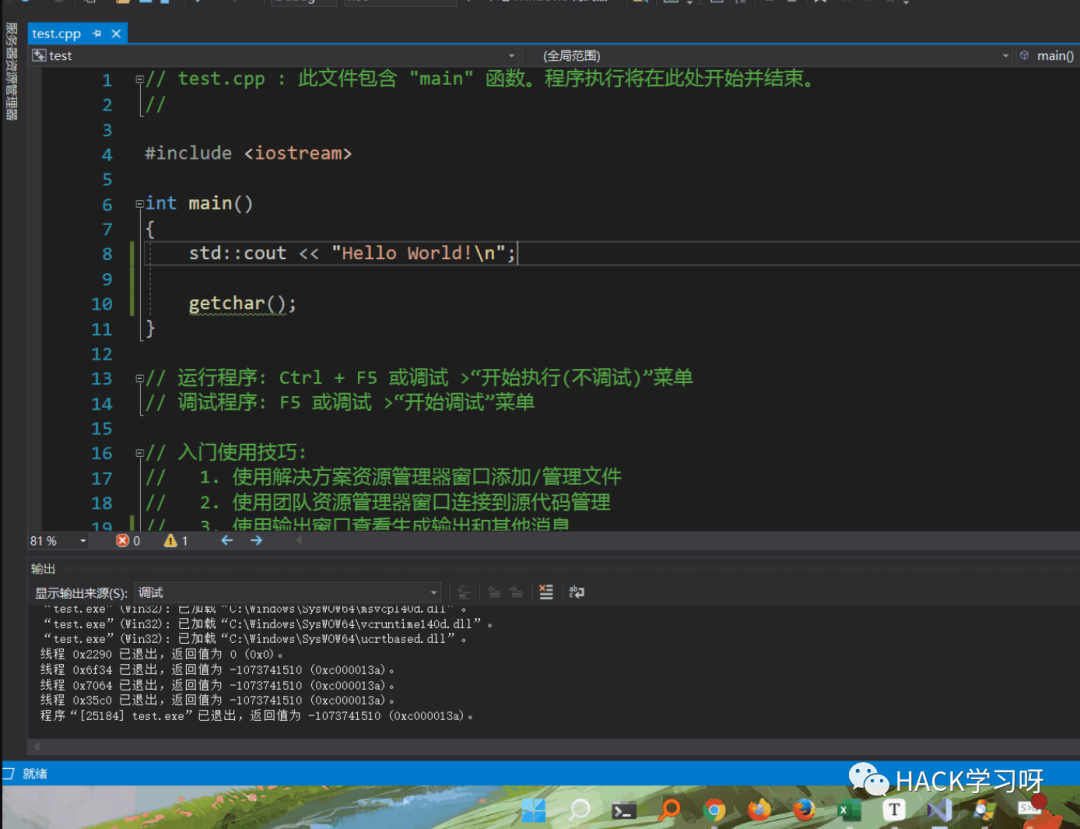 test.cpp
服务器资源管理器
test
(全局范围)
main()
1 // test.cpp : 此文件包含 "main" 函数。程序执行将在此处开始并结束。
2 //
3
4 #include <iostream>
5
6 int main()
7 {
8 std::cout << "Hello World!\n";
9
10 getchar();
11 }
12
13 // 运行程序: Ctrl + F5 或调试 >“开始执行(不调试)”菜单
14 // 调试程序: F5 或调试 >“开始调试”菜单
15
16 // 入门使用技巧:
17 // 1. 使用解决方案资源管理器窗口添加/管理文件
18 // 2. 使用团队资源管理器窗口连接到源代码管理
19 // 3. 使用输出窗口查看生成输出和其他消息
81 %
0
1
输出
显示输出来源(S): 调试
“test.exe”(Win32): 已加载“C:\Windows\SysWOW64\msvcp140d.dll”。
“test.exe”(Win32): 已加载“C:\Windows\SysWOW64\vcruntime140d.dll”。
“test.exe”(Win32): 已加载“C:\Windows\SysWOW64\ucrtbased.dll”。
线程 0x2290 已退出，返回值为 0 (0x0)。
线程 0x6f34 已退出，返回值为 -1073741510 (0xc000013a)。
线程 0x7064 已退出，返回值为 -1073741510 (0xc000013a)。
线程 0x35c0 已退出，返回值为 -1073741510 (0xc000013a)。
程序“[25184] test.exe”已退出，返回值为 -1073741510 (0xc000013a)。
就绪
HACK学习呀